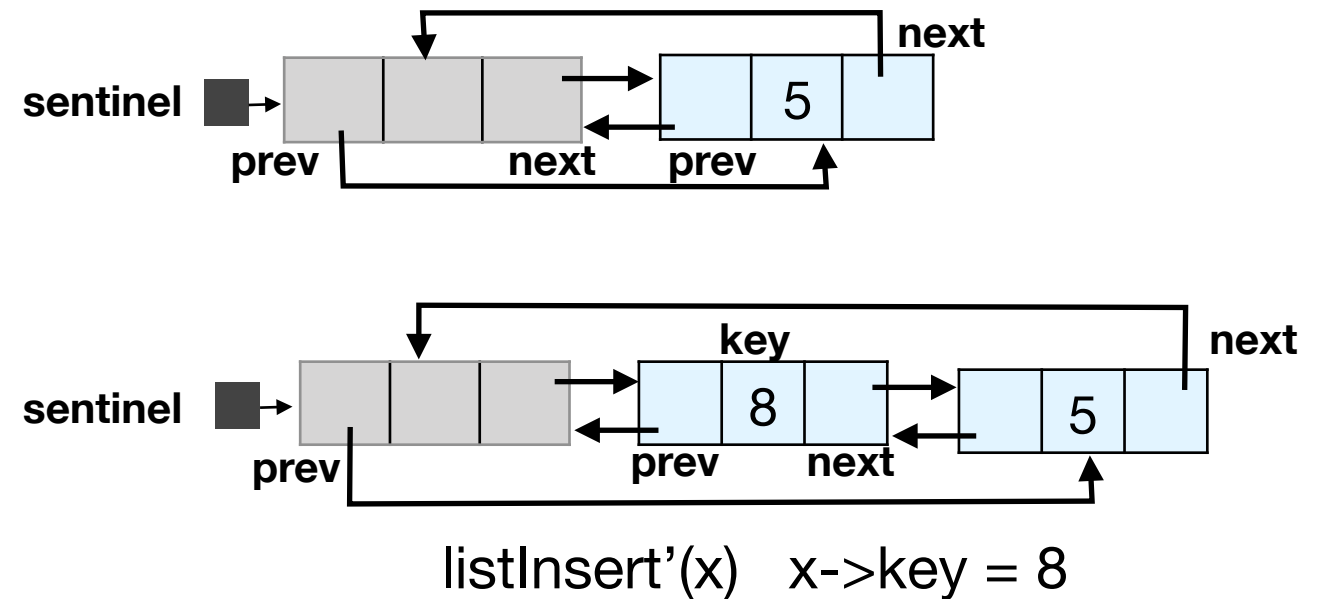 next
sentinel
5
prev next prev
key
next
sentinel
8
5
prev
prev next
listInsert’(x) x->key = 8